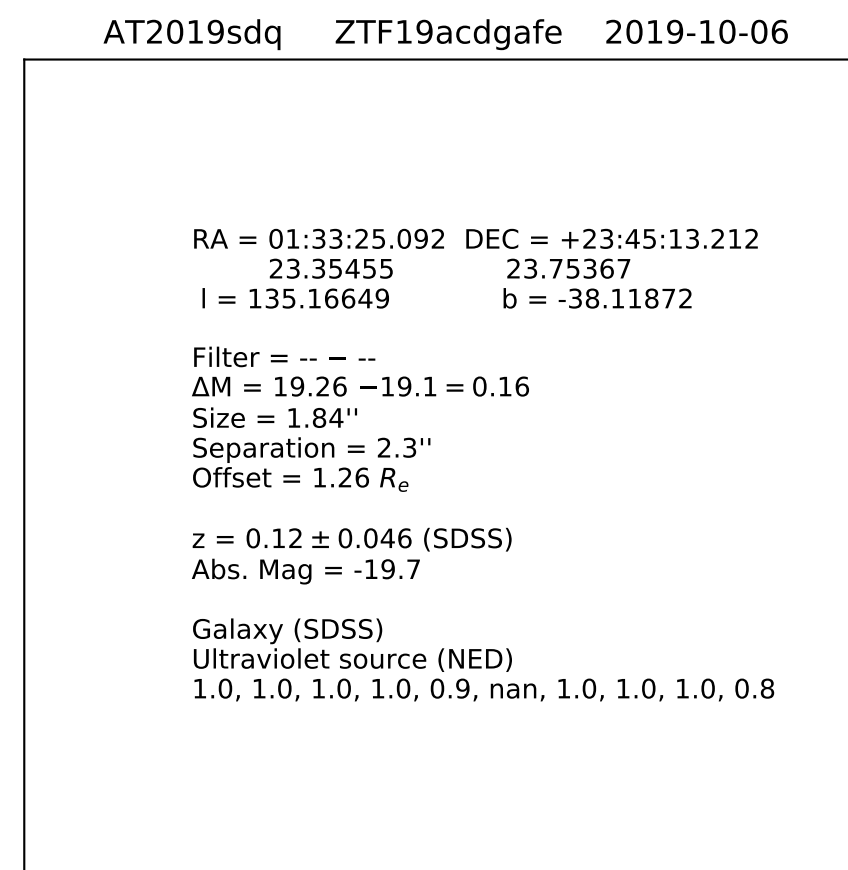 AT2019sdq ZTF19acdgafe 2019-10-06
RA = 01:33:25.092 DEC = +23:45:13.212
23.35455 23.75367
l = 135.16649 b = -38.11872
Filter = -- − --
ΔM = 19.26 −19.1 = 0.16
Size = 1.84''
Separation = 2.3''
Offset = 1.26 Rₑ
z = 0.12 ± 0.046 (SDSS)
Abs. Mag = -19.7
Galaxy (SDSS)
Ultraviolet source (NED)
1.0, 1.0, 1.0, 1.0, 0.9, nan, 1.0, 1.0, 1.0, 0.8